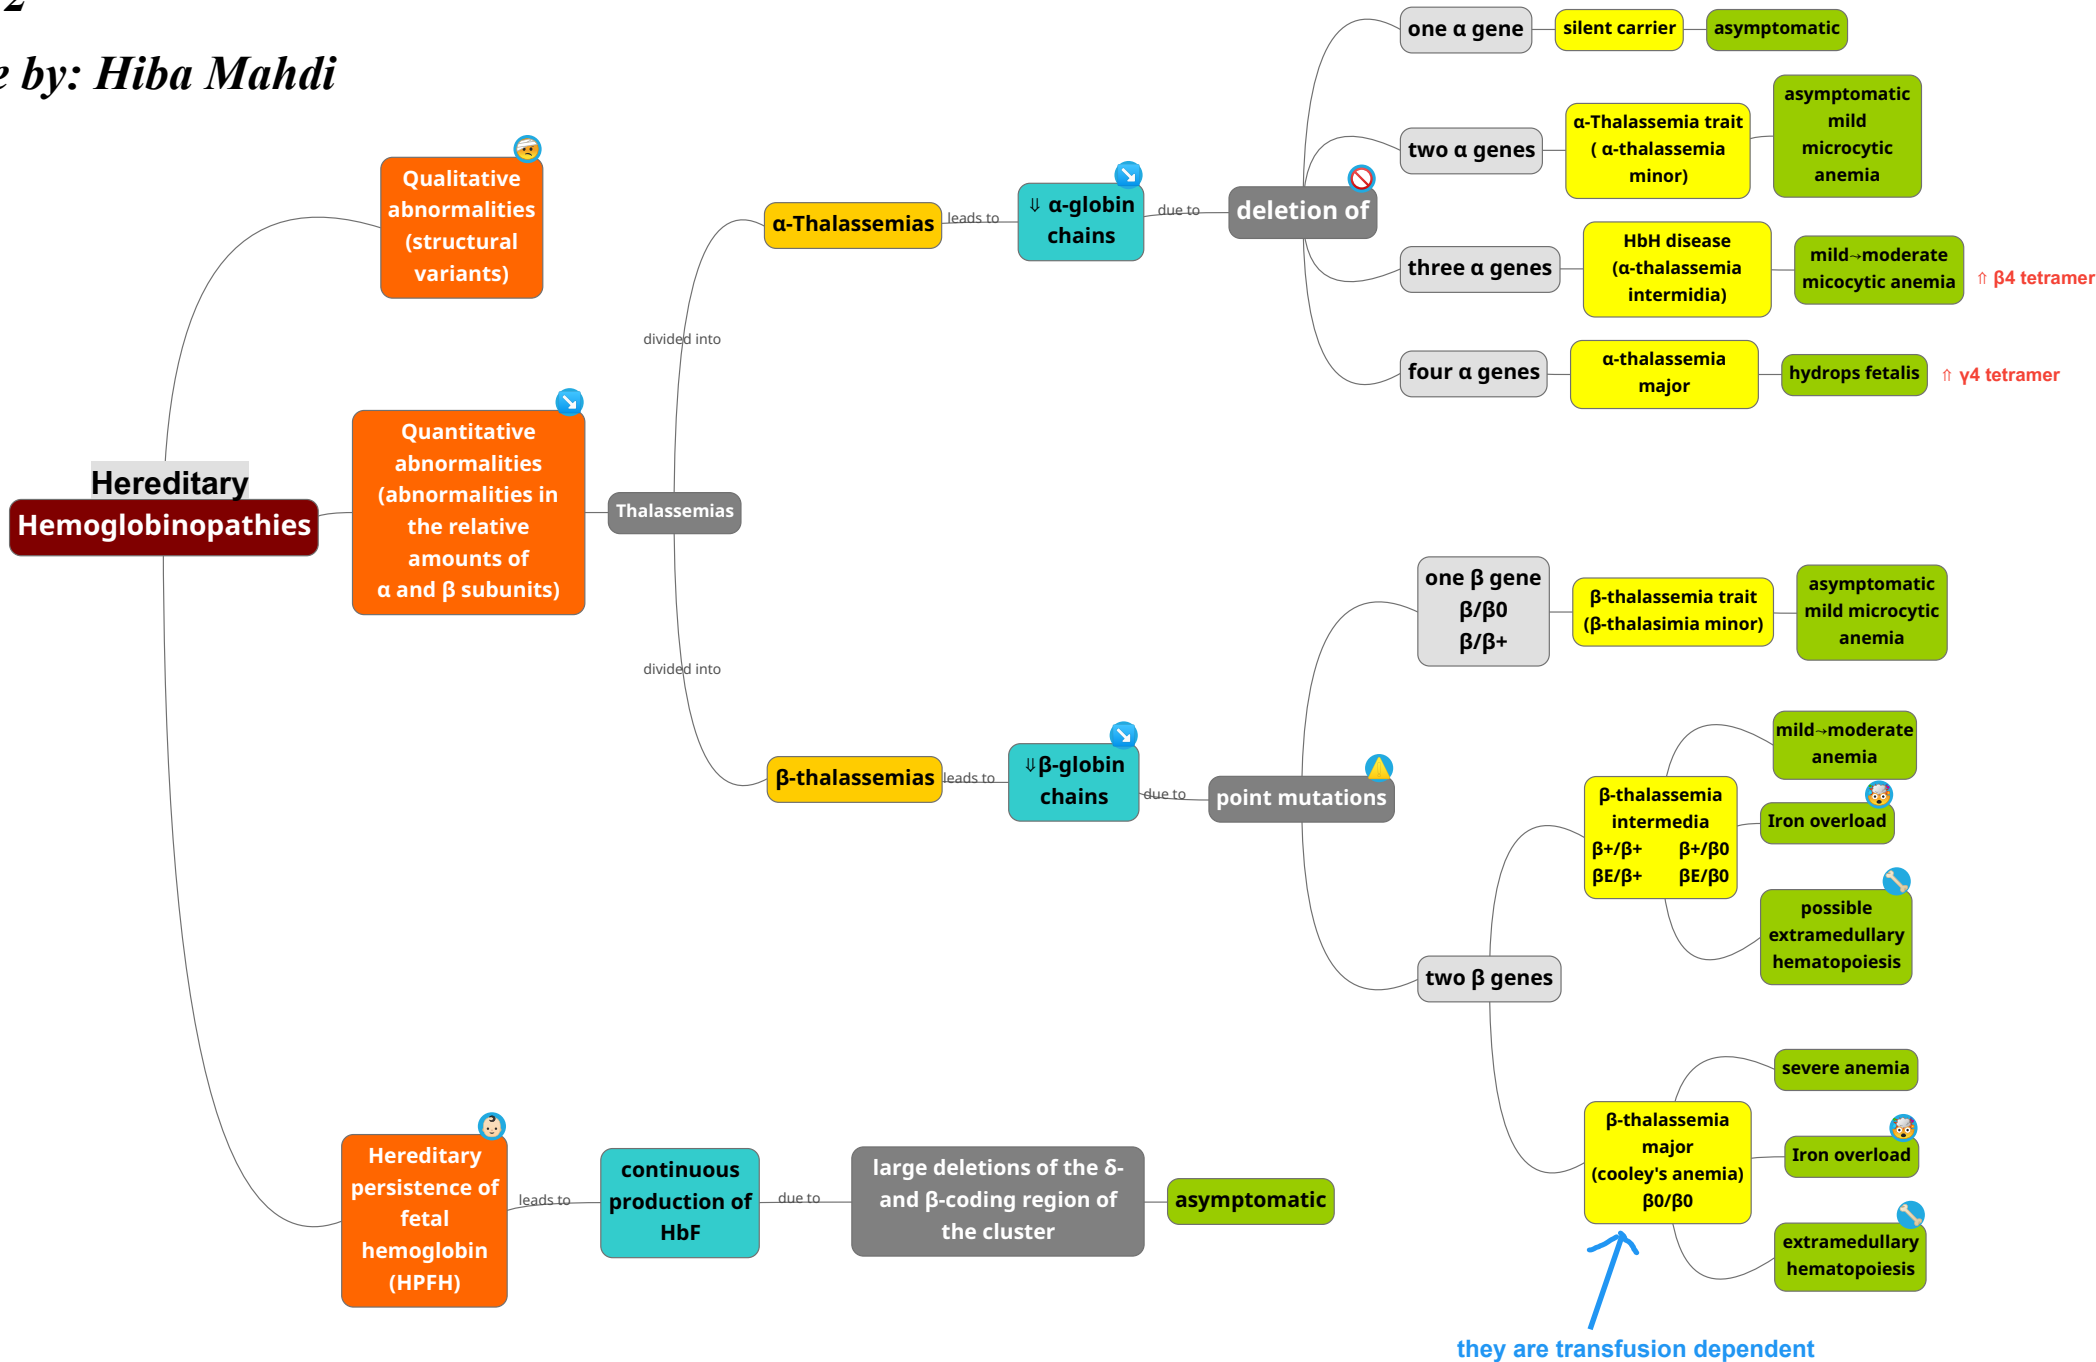 2
e by: Hiba Mahdi
Hereditary
Hemoglobinopathies
Qualitative
abnormalities
(structural
variants)
Quantitative
abnormalities
(abnormalities in
the relative
amounts of
α and β subunits)
Thalassemias
divided into
α-Thalassemias
leads to
⇓ α-globin
chains
due to
deletion of
one α gene
silent carrier
asymptomatic
two α genes
α-Thalassemia trait
( α-thalassemia
minor)
asymptomatic
mild
microcytic
anemia
three α genes
HbH disease
(α-thalassemia
intermidia)
mild→moderate
micocytic anemia
⇑ β4 tetramer
four α genes
α-thalassemia
major
hydrops fetalis
⇑ γ4 tetramer
divided into
β-thalassemias
leads to
⇓β-globin
chains
due to
point mutations
one β gene
β/β0
β/β+
β-thalassemia trait
(β-thalasimia minor)
asymptomatic
mild microcytic
anemia
two β genes
β-thalassemia
intermedia
β+/β+ β+/β0
βE/β+ βE/β0
mild→moderate
anemia
Iron overload
possible
extramedullary
hematopoiesis
β-thalassemia
major
(cooley's anemia)
β0/β0
severe anemia
Iron overload
extramedullary
hematopoiesis
they are transfusion dependent
Hereditary
persistence of
fetal
hemoglobin
(HPFH)
leads to
continuous
production of
HbF
due to
large deletions of the δ-
and β-coding region of
the cluster
asymptomatic